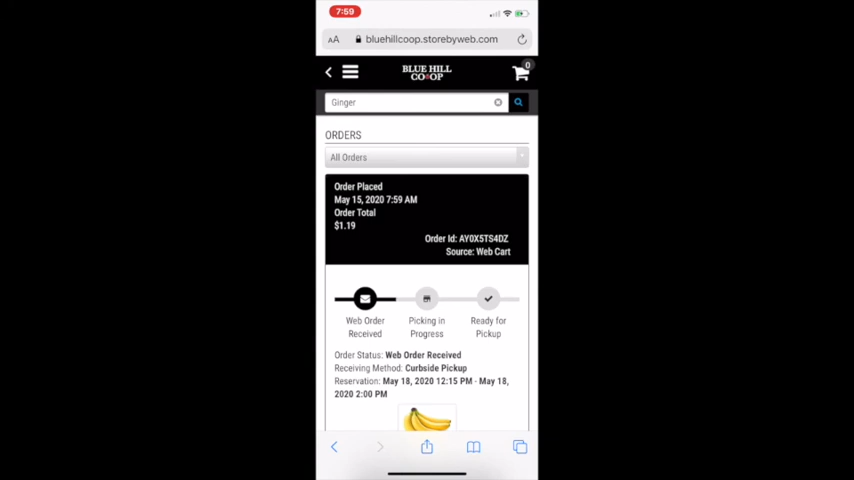 7:59
AA bluehillcoop.storebyweb.com
BLUE HILL
CO•OP
0
Ginger
ORDERS
All Orders
Order Placed
May 15, 2020 7:59 AM
Order Total
$1.19
Order Id: AY0X5TS4DZ
Source: Web Cart
Web Order
Received
Picking in
Progress
Ready for
Pickup
Order Status: Web Order Received
Receiving Method: Curbside Pickup
Reservation: May 18, 2020 12:15 PM - May 18,
2020 2:00 PM